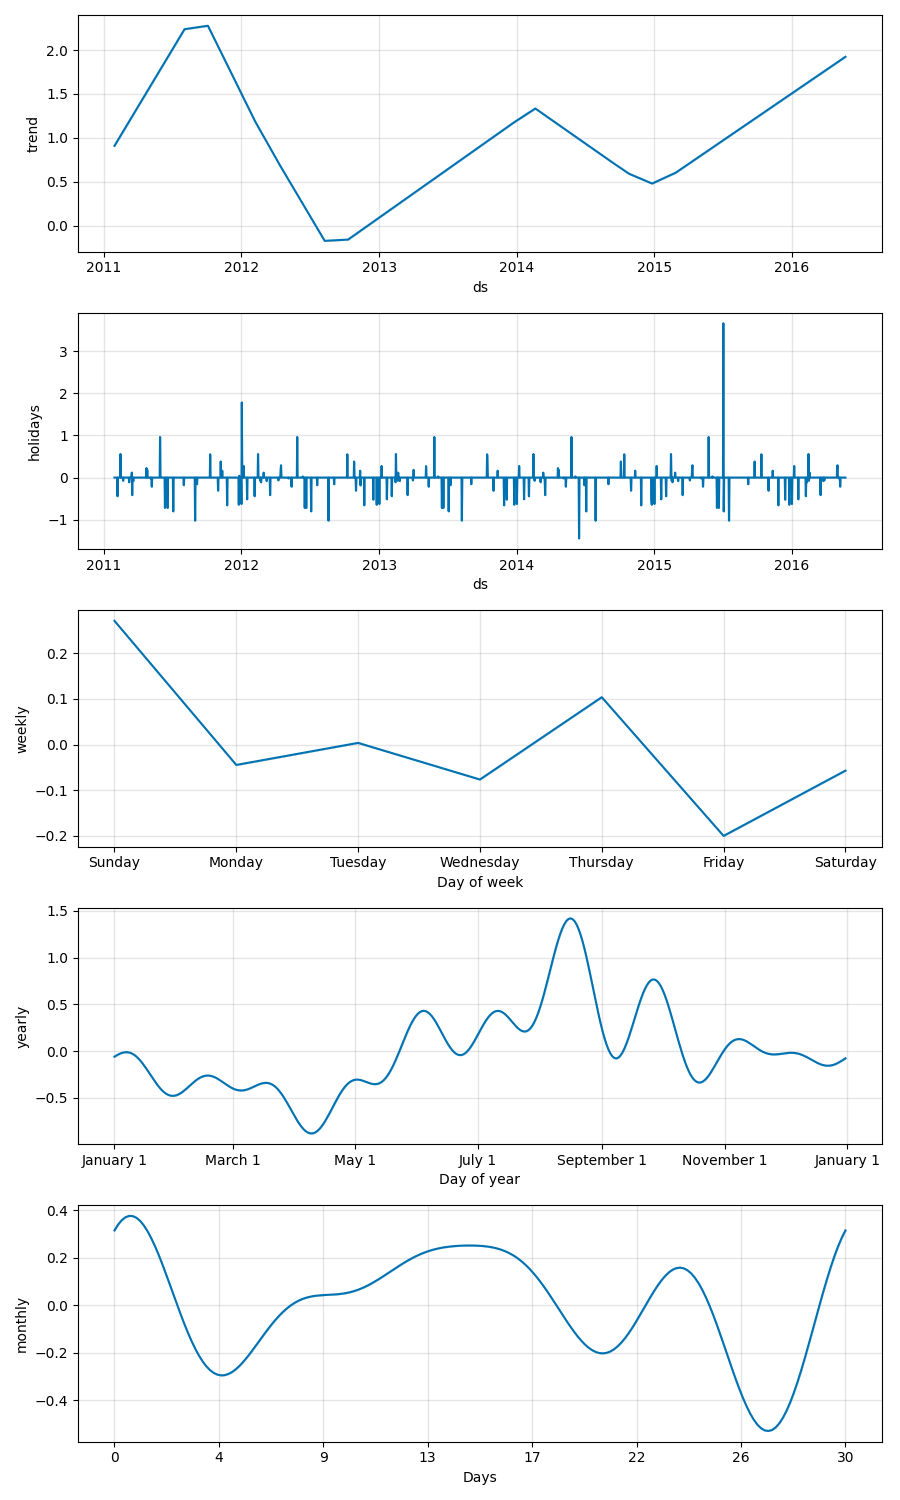 2.0
1.5
1.0
0.5
0.0
trend
2011 2012 2013 2014 2015 2016
ds
3
2
1
0
−1
holidays
2011 2012 2013 2014 2015 2016
ds
0.2
0.1
0.0
−0.1
−0.2
weekly
Sunday Monday Tuesday Wednesday Thursday Friday Saturday
Day of week
1.5
1.0
0.5
0.0
−0.5
yearly
January 1 March 1 May 1 July 1 September 1 November 1 January 1
Day of year
0.4
0.2
0.0
−0.2
−0.4
monthly
0 4 9 13 17 22 26 30
Days